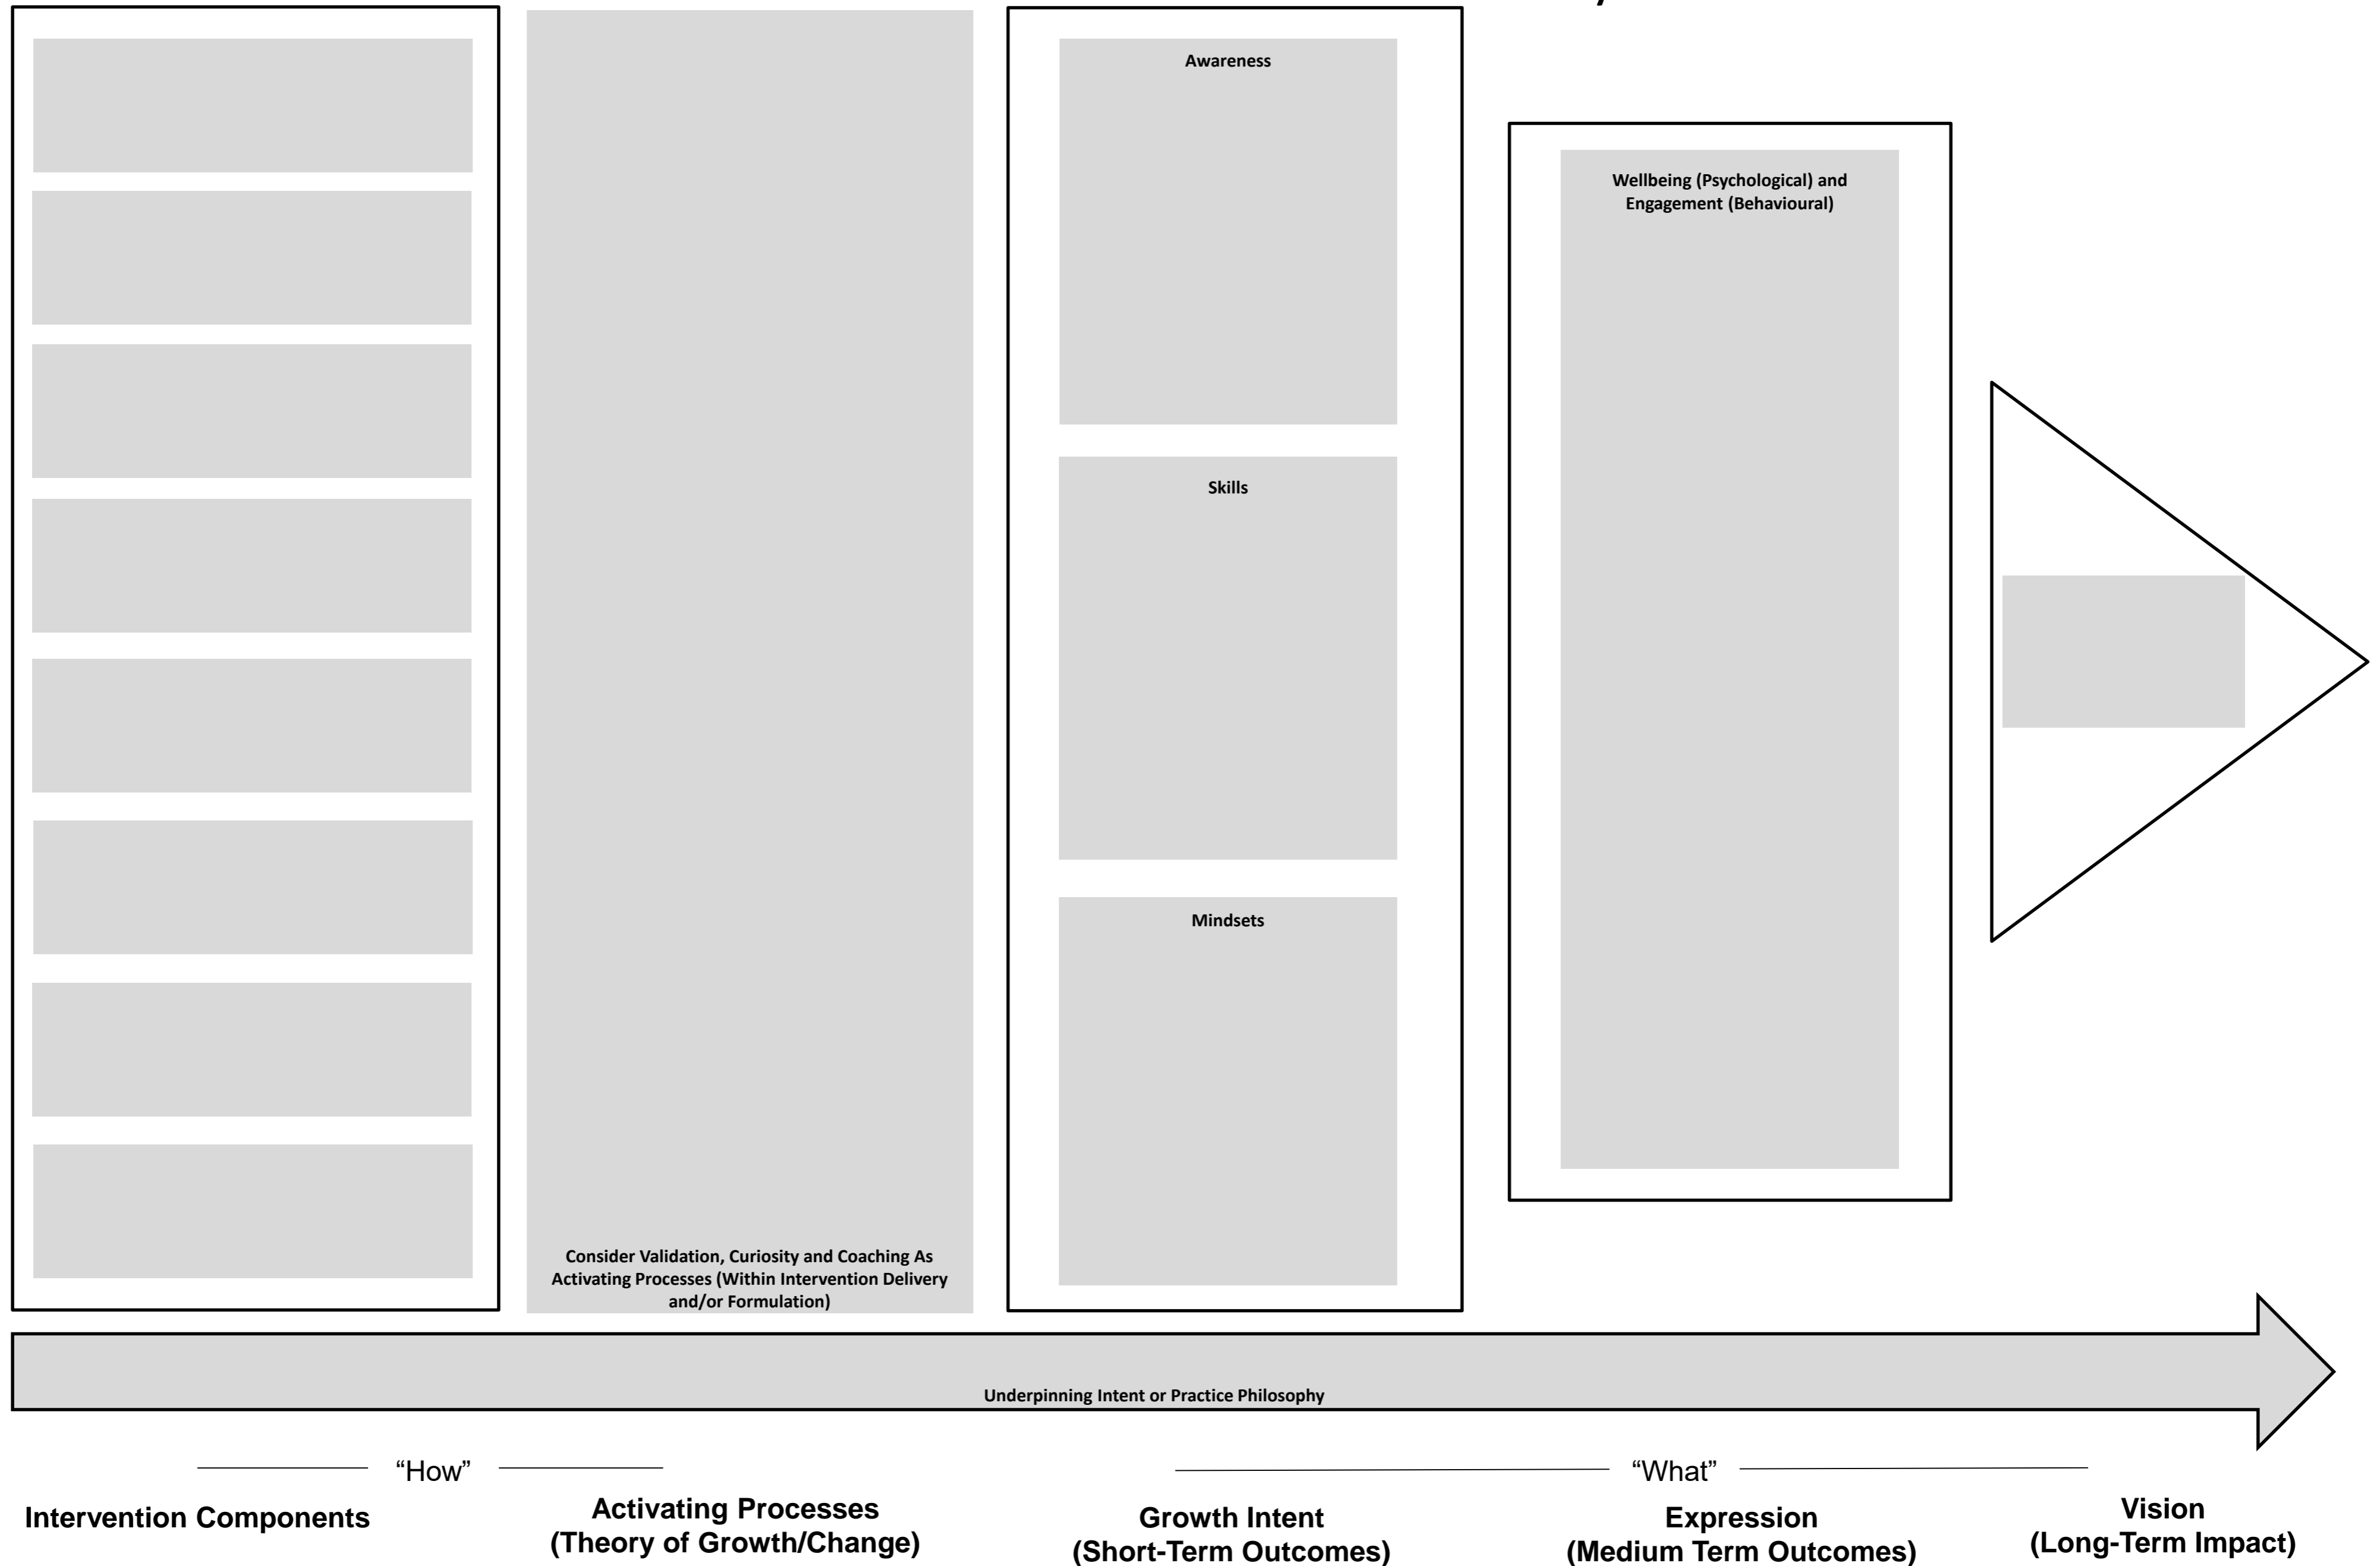 Awareness
Wellbeing (Psychological) and
Engagement (Behavioural)
Skills
Mindsets
Consider Validation, Curiosity and Coaching As
Activating Processes (Within Intervention Delivery
and/or Formulation)
Underpinning Intent or Practice Philosophy
“How”
“What”
Intervention Components
Activating Processes
(Theory of Growth/Change)
Growth Intent
(Short-Term Outcomes)
Expression
(Medium Term Outcomes)
Vision
(Long-Term Impact)